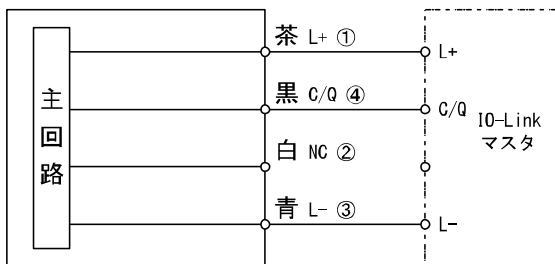 主回路
茶 L+ ①
黒 C/Q ④
白 NC ②
青 L- ③
L+
C/Q
L-
IO-Link
マスタ